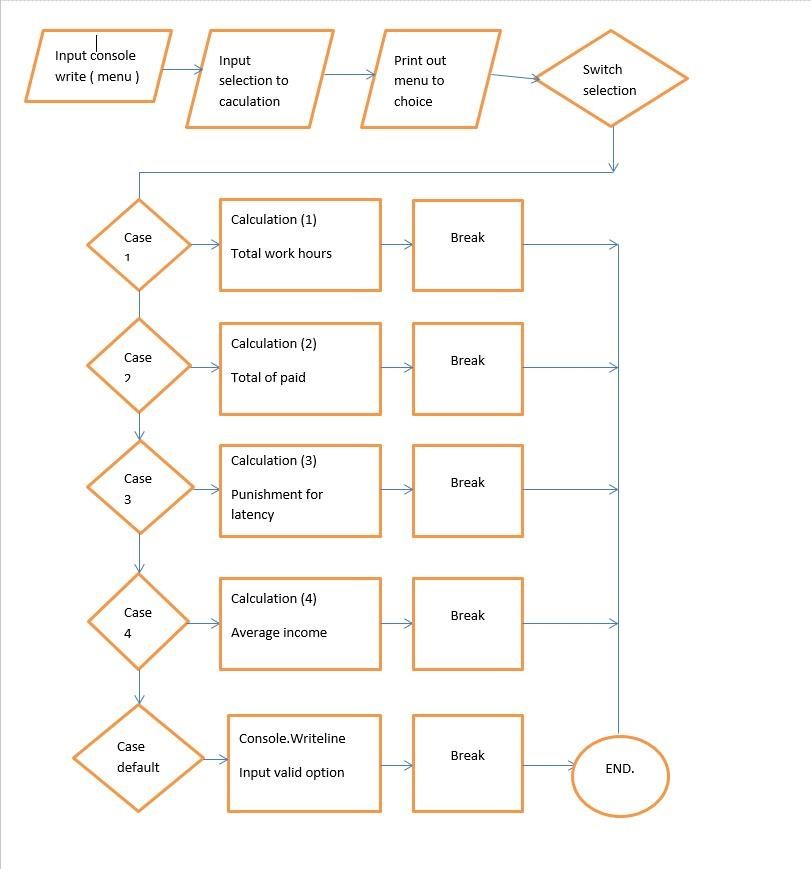 Input console
write ( menu )
Input
selection to
caculation
Print out
menu to
choice
Switch
selection
Case
1
Calculation (1)
Total work hours
Break
Case
2
Calculation (2)
Total of paid
Break
Case
3
Calculation (3)
Punishment for
latency
Break
Case
4
Calculation (4)
Average income
Break
Case
default
Console.Writeline
Input valid option
Break
END.